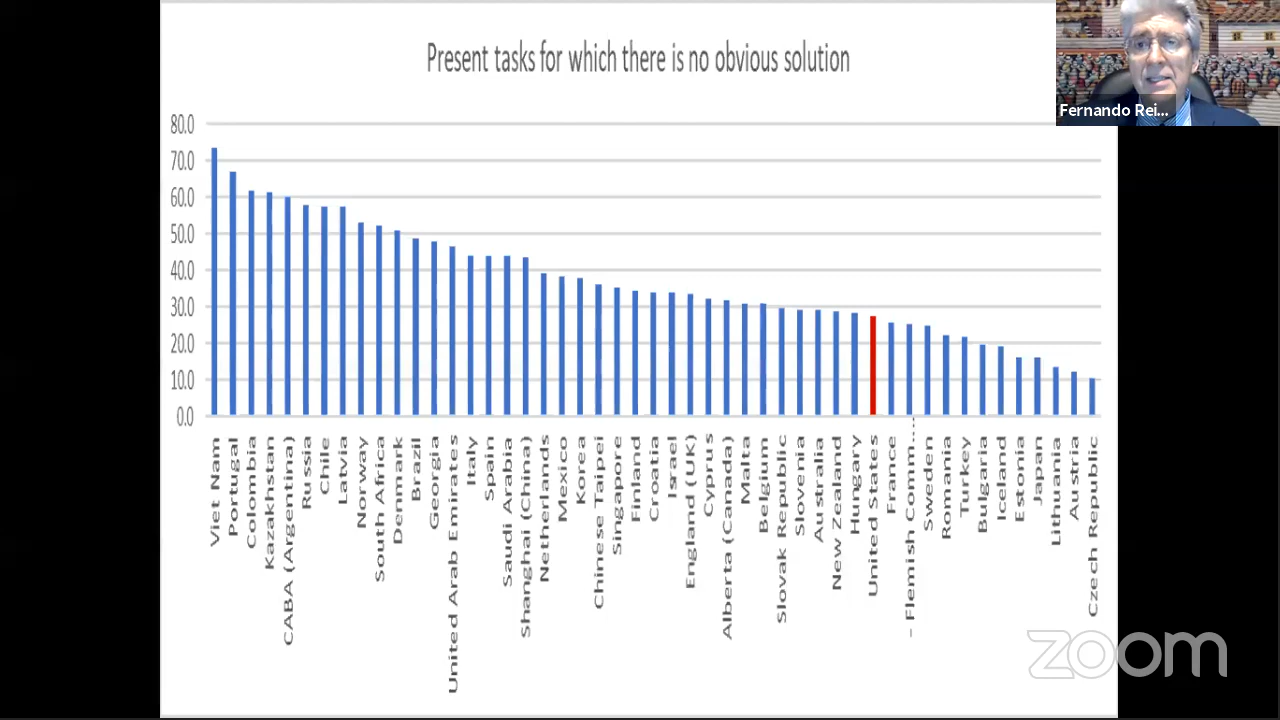 Present tasks for which there is no obvious solution
Fernando Rei...
80.0
70.0
60.0
50.0
40.0
30.0
20.0
10.0
0.0
Viet Nam
Portugal
Colombia
Kazakhstan
CABA (Argentina)
Russia
Chile
Latvia
Norway
South Africa
Denmark
Brazil
Georgia
United Arab Emirates
Italy
Spain
Saudi Arabia
Shanghai (China)
Netherlands
Mexico
Korea
Chinese Taipei
Singapore
Finland
Croatia
Israel
England (UK)
Cyprus
Alberta (Canada)
Malta
Belgium
Slovak Republic
Slovenia
Australia
New Zealand
Hungary
United States
France
– Flemish Comm...
Sweden
Romania
Turkey
Bulgaria
Iceland
Estonia
Japan
Lithuania
Austria
Czech Republic
zoom